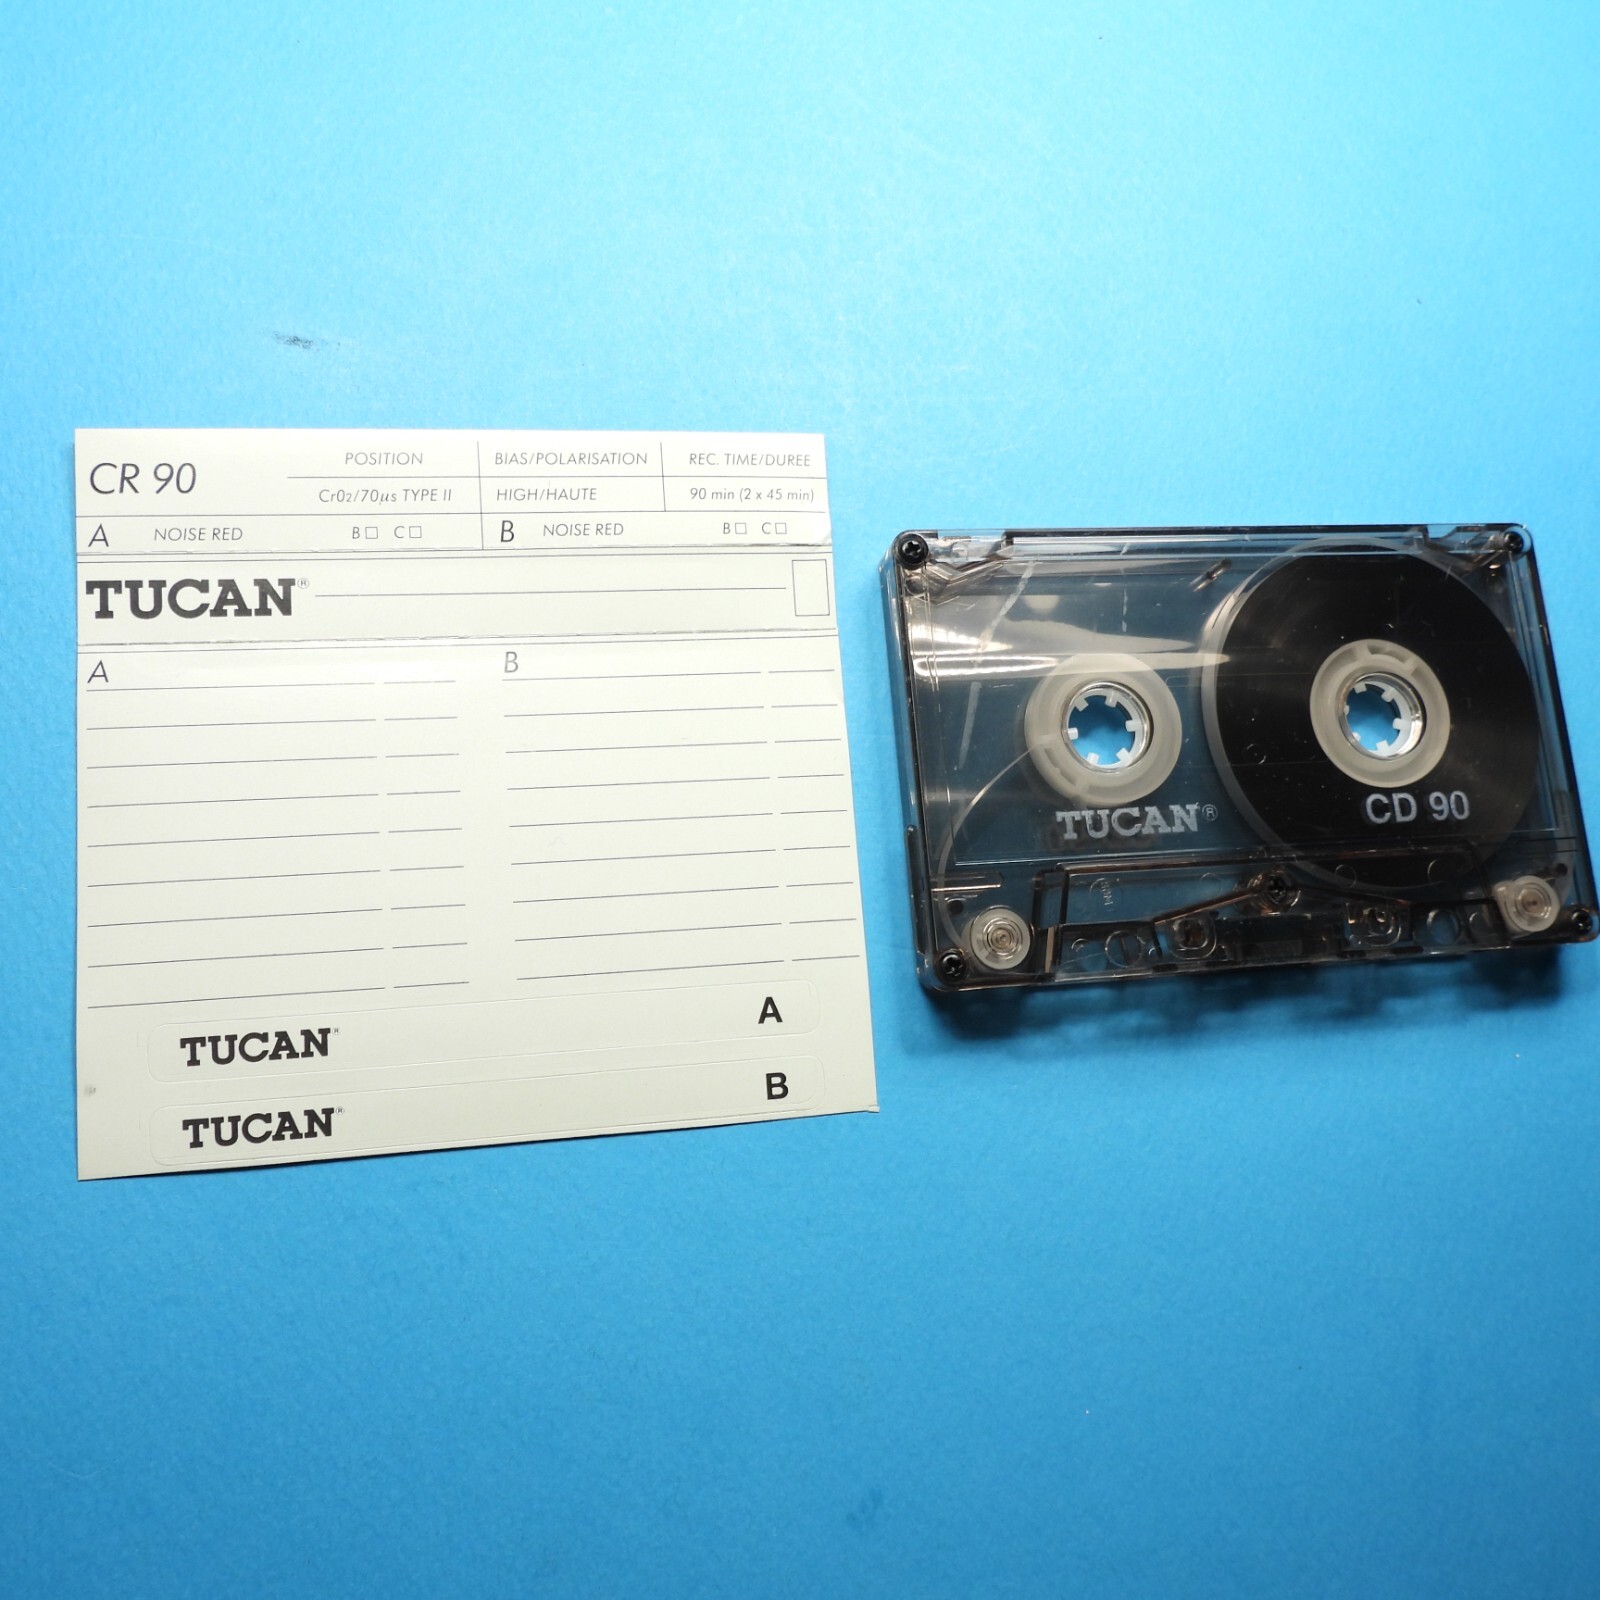 CR 90
POSITION BIAS/POLARISATION REC. TIME/DUREE
CrO2/70µs TYPE II HIGH/HAUTE 90 min (2 x 45 min)
A NOISE RED B□ C□ B NOISE RED B□ C□
TUCAN®
A B
TUCAN® A
TUCAN® B
TUCAN® CD 90